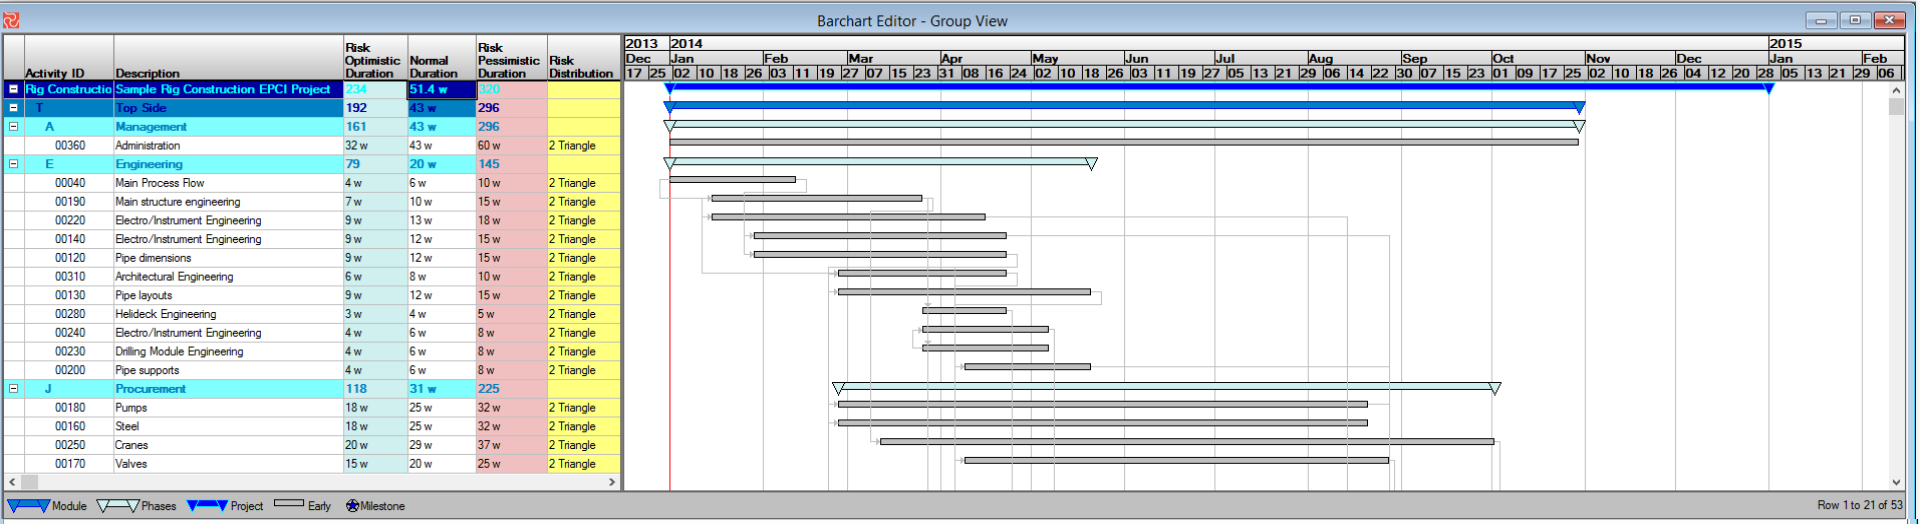 Barchart Editor - Group View
Activity ID Description Risk Optimistic Duration Normal Duration Risk Pessimistic Duration Risk Distribution
2013 2014 2015
Dec Jan Feb Mar Apr May Jun Jul Aug Sep Oct Nov Dec Jan Feb
17 25 02 10 18 26 03 11 19 27 07 15 23 31 08 16 24 02 10 18 26 03 11 19 27 05 13 21 29 06 14 22 30 07 15 23 01 09 17 25 02 10 18 26 04 12 20 28 05 13 21 29 06
Rig Constructio Sample Rig Construction EPCI Project 234 51.4 w 320
T Top Side 192 43 w 296
A Management 161 43 w 296
00360 Administration 32 w 43 w 60 w 2 Triangle
E Engineering 79 20 w 145
00040 Main Process Flow 4 w 6 w 10 w 2 Triangle
00190 Main structure engineering 7 w 10 w 15 w 2 Triangle
00220 Electro/Instrument Engineering 9 w 13 w 18 w 2 Triangle
00140 Electro/Instrument Engineering 9 w 12 w 15 w 2 Triangle
00120 Pipe dimensions 9 w 12 w 15 w 2 Triangle
00310 Architectural Engineering 6 w 8 w 10 w 2 Triangle
00130 Pipe layouts 9 w 12 w 15 w 2 Triangle
00280 Helideck Engineering 3 w 4 w 5 w 2 Triangle
00240 Electro/Instrument Engineering 4 w 6 w 8 w 2 Triangle
00230 Drilling Module Engineering 4 w 6 w 8 w 2 Triangle
00200 Pipe supports 4 w 6 w 8 w 2 Triangle
J Procurement 118 31 w 225
00180 Pumps 18 w 25 w 32 w 2 Triangle
00160 Steel 18 w 25 w 32 w 2 Triangle
00250 Cranes 20 w 29 w 37 w 2 Triangle
00170 Valves 15 w 20 w 25 w 2 Triangle
Module Phases Project Early Milestone Row 1 to 21 of 53